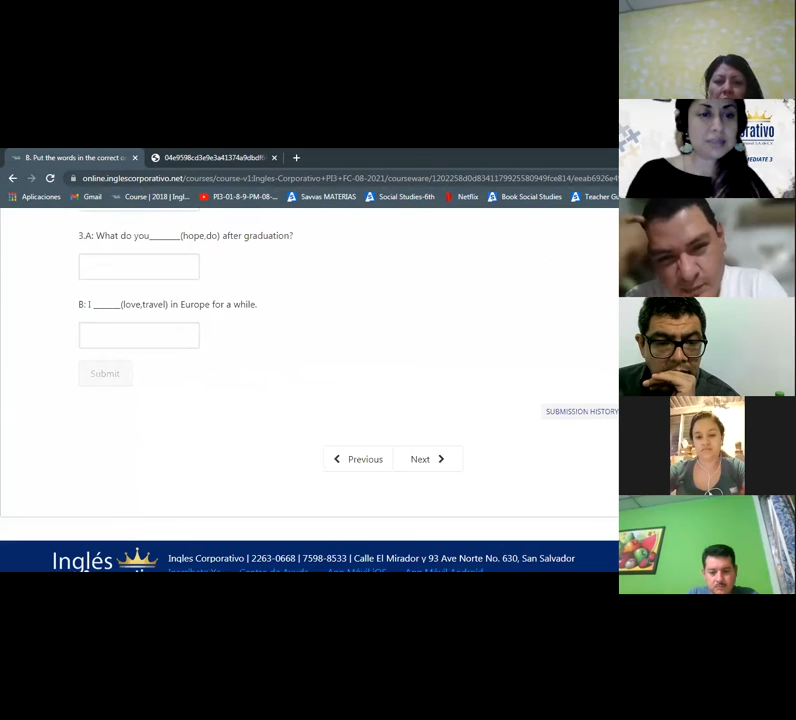 B. Put the words in the correct o
04e9598cd3e9e3a41374a9dbdf
online.inglescorporativo.net/courses/course-v1:Ingles-Corporativo+PI3+FC-08-2021/courseware/1202258d0d8341179925580949fce814/eeab6926e4
Aplicaciones
Gmail
Course | 2018 | Ingl...
PI3-01-8-9-PM-08-...
Savvas MATERIAS
Social Studies-6th
Netflix
Book Social Studies
Teacher Gu
3.A: What do you_______(hope,do) after graduation?
B: I ______(love,travel) in Europe for a while.
Submit
SUBMISSION HISTORY
Previous
Next
Inglés
Ingles Corporativo | 2263-0668 | 7598-8533 | Calle El Mirador y 93 Ave Norte No. 630, San Salvador
orativo
MEDIATE 3